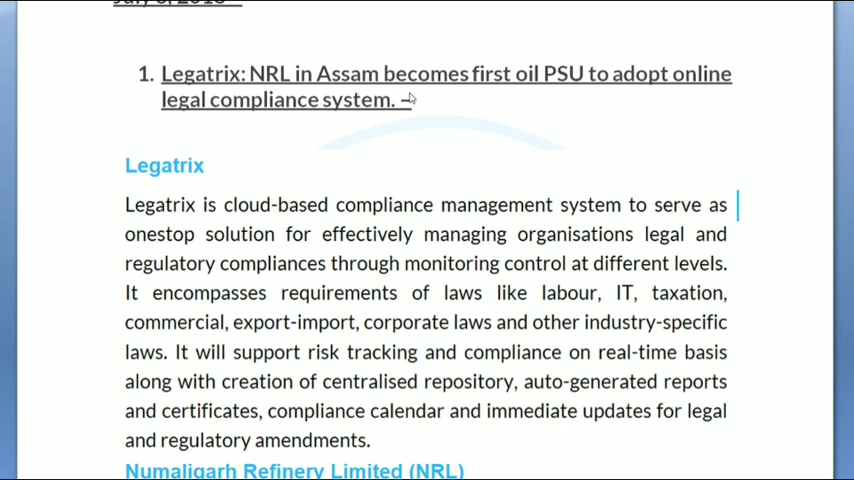 July 6, 2018 –
1. Legatrix: NRL in Assam becomes first oil PSU to adopt online
legal compliance system. –
Legatrix
Legatrix is cloud-based compliance management system to serve as
onestop solution for effectively managing organisations legal and
regulatory compliances through monitoring control at different levels.
It encompasses requirements of laws like labour, IT, taxation,
commercial, export-import, corporate laws and other industry-specific
laws. It will support risk tracking and compliance on real-time basis
along with creation of centralised repository, auto-generated reports
and certificates, compliance calendar and immediate updates for legal
and regulatory amendments.
Numaligarh Refinery Limited (NRL)